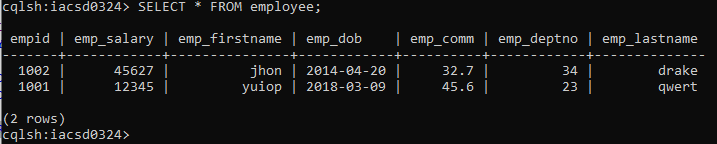 cqlsh:iacsd0324> SELECT * FROM employee;
empid | emp_salary | emp_firstname | emp_dob | emp_comm | emp_deptno | emp_lastname
-------+------------+---------------+------------+----------+------------+--------------
1002 | 45627 | jhon | 2014-04-20 | 32.7 | 34 | drake
1001 | 12345 | yuiop | 2018-03-09 | 45.6 | 23 | qwert
(2 rows)
cqlsh:iacsd0324>